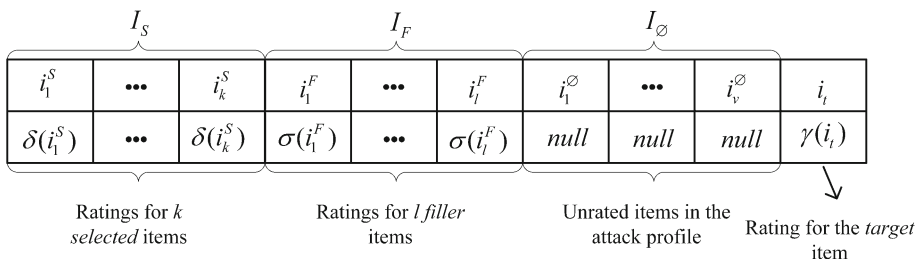 I_S I_F I_∅
i_1^S ••• i_k^S i_1^F ••• i_l^F i_1^∅ ••• i_v^∅ i_t
δ(i_1^S) ••• δ(i_k^S) σ(i_1^F) ••• σ(i_l^F) null null null γ(i_t)
Ratings for k
selected items
Ratings for l filler
items
Unrated items in the
attack profile
Rating for the target
item